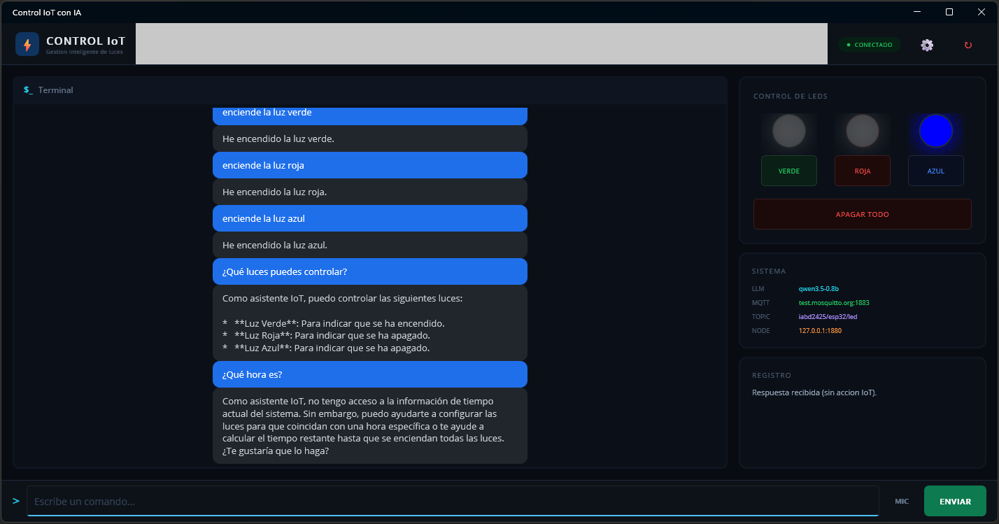 Control IoT con IA
CONTROL IoT
Gestion inteligente de luces
CONECTADO
$_ Terminal
enciende la luz verde
He encendido la luz verde.
enciende la luz roja
He encendido la luz roja.
enciende la luz azul
He encendido la luz azul.
¿Qué luces puedes controlar?
Como asistente IoT, puedo controlar las siguientes luces:
* **Luz Verde**: Para indicar que se ha encendido.
* **Luz Roja**: Para indicar que se ha apagado.
* **Luz Azul**: Para indicar que se ha apagado.
¿Qué hora es?
Como asistente IoT, no tengo acceso a la información de tiempo
actual del sistema. Sin embargo, puedo ayudarte a configurar las
luces para que coincidan con una hora específica o te ayude a
calcular el tiempo restante hasta que se enciendan todas las luces.
¿Te gustaría que lo haga?
CONTROL DE LEDS
VERDE ROJA AZUL
APAGAR TODO
SISTEMA
LLM qwen3.5-0.8b
MQTT test.mosquitto.org:1883
TOPIC iabd2425/esp32/led
NODE 127.0.0.1:1880
REGISTRO
Respuesta recibida (sin accion IoT).
> Escribe un comando...
MIC
ENVIAR